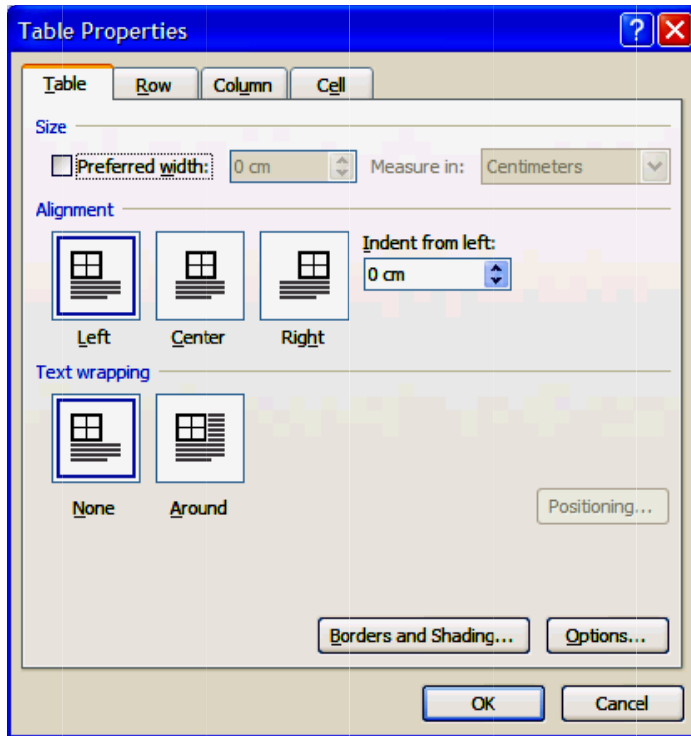 Table Properties
Table Row Column Cell
Size
Preferred width: 0 cm Measure in: Centimeters
Alignment
Indent from left:
0 cm
Left Center Right
Text wrapping
None Around
Positioning...
Borders and Shading... Options...
OK Cancel